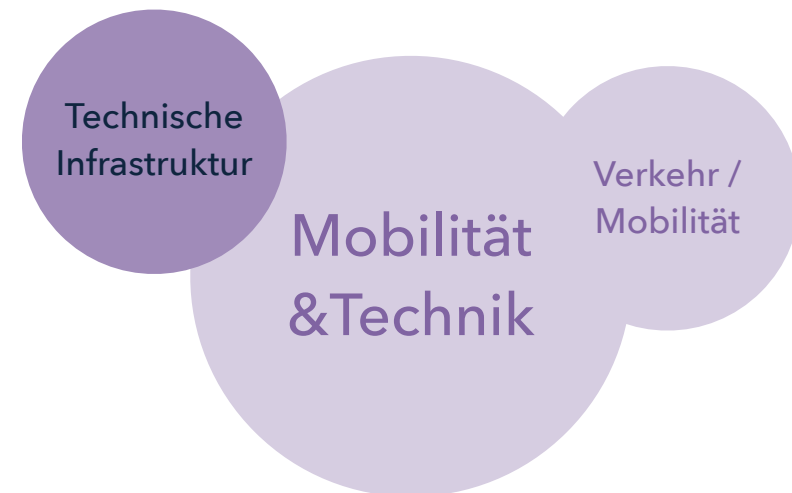 Technische
Infrastruktur
Mobilität
&Technik
Verkehr /
Mobilität